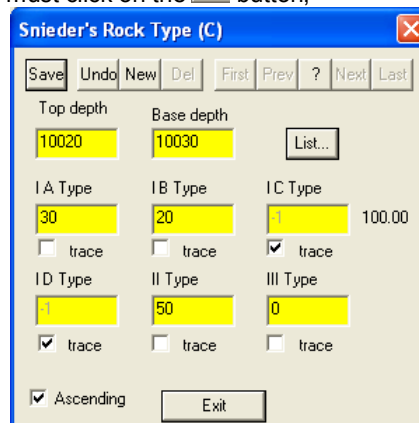 must click on the button,
Snieder's Rock Type (C)
Save Undo New Del First Prev ? Next Last
Top depth Base depth
10020 10030 List...
I A Type I B Type I C Type
30 20 -1 100.00
trace trace trace
I D Type II Type III Type
-1 50 0
trace trace trace
Ascending Exit